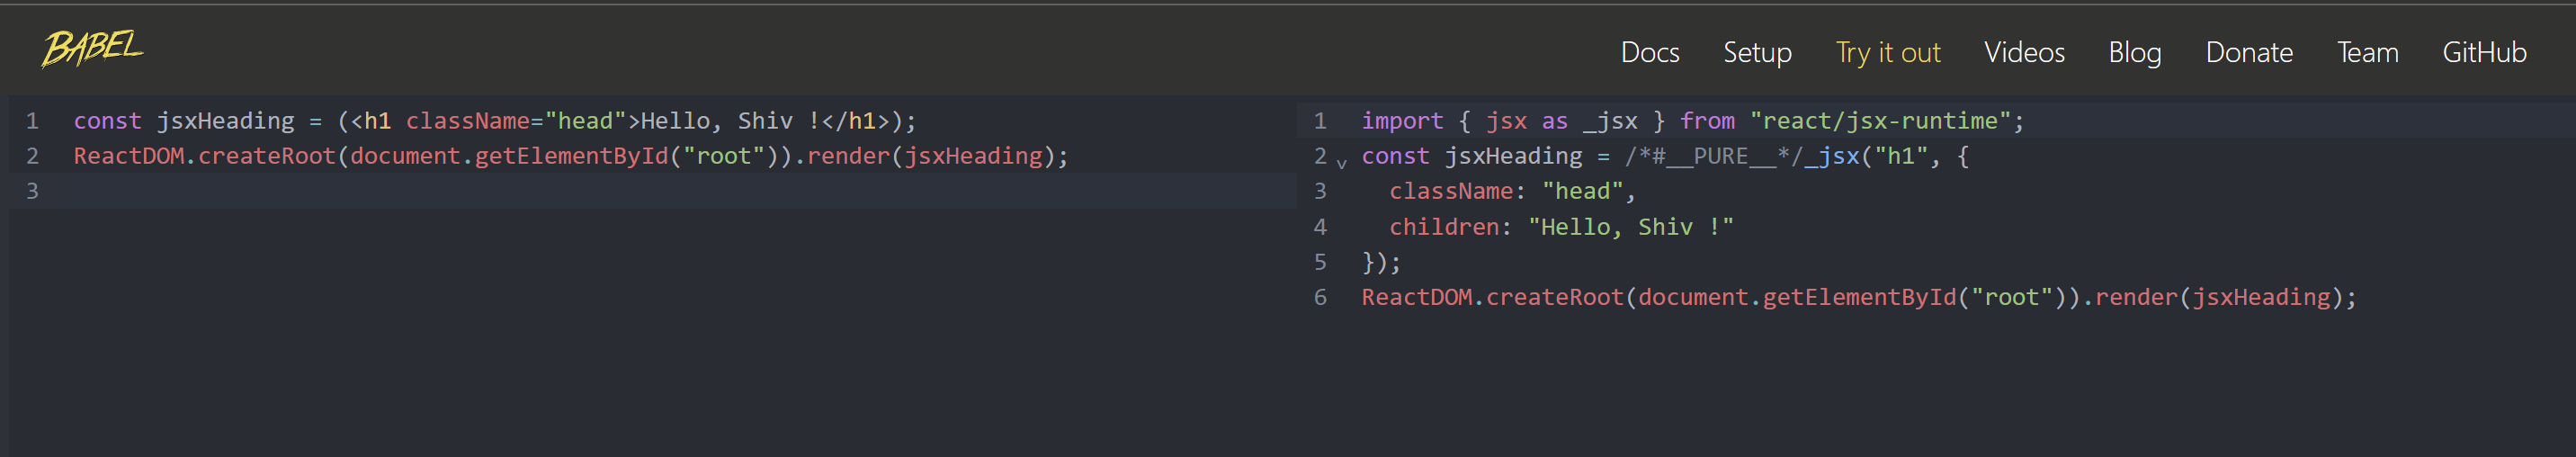 BABEL
Docs Setup Try it out Videos Blog Donate Team GitHub
1 const jsxHeading = (<h1 className="head">Hello, Shiv !</h1>);
2 ReactDOM.createRoot(document.getElementById("root")).render(jsxHeading);
3
1 import { jsx as _jsx } from "react/jsx-runtime";
2 const jsxHeading = /*#__PURE__*/_jsx("h1", {
3   className: "head",
4   children: "Hello, Shiv !"
5 });
6 ReactDOM.createRoot(document.getElementById("root")).render(jsxHeading);